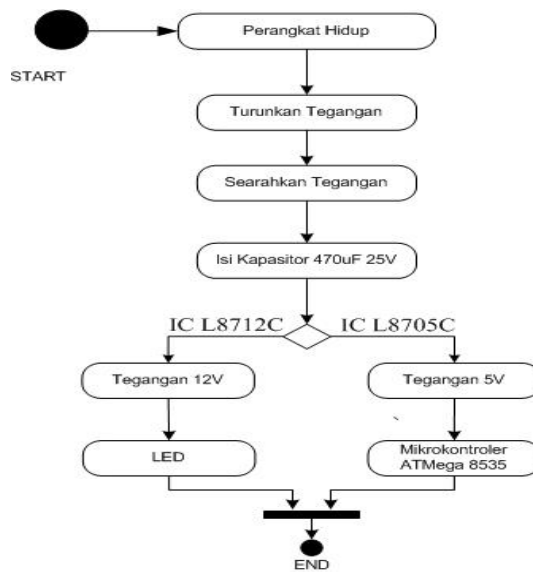 Perangkat Hidup
START
Turunkan Tegangan
Searahkan Tegangan
Isi Kapasitor 470uF 25V
IC L8712C
IC L8705C
Tegangan 12V
Tegangan 5V
LED
Mikrokontroler
ATMega 8535
END